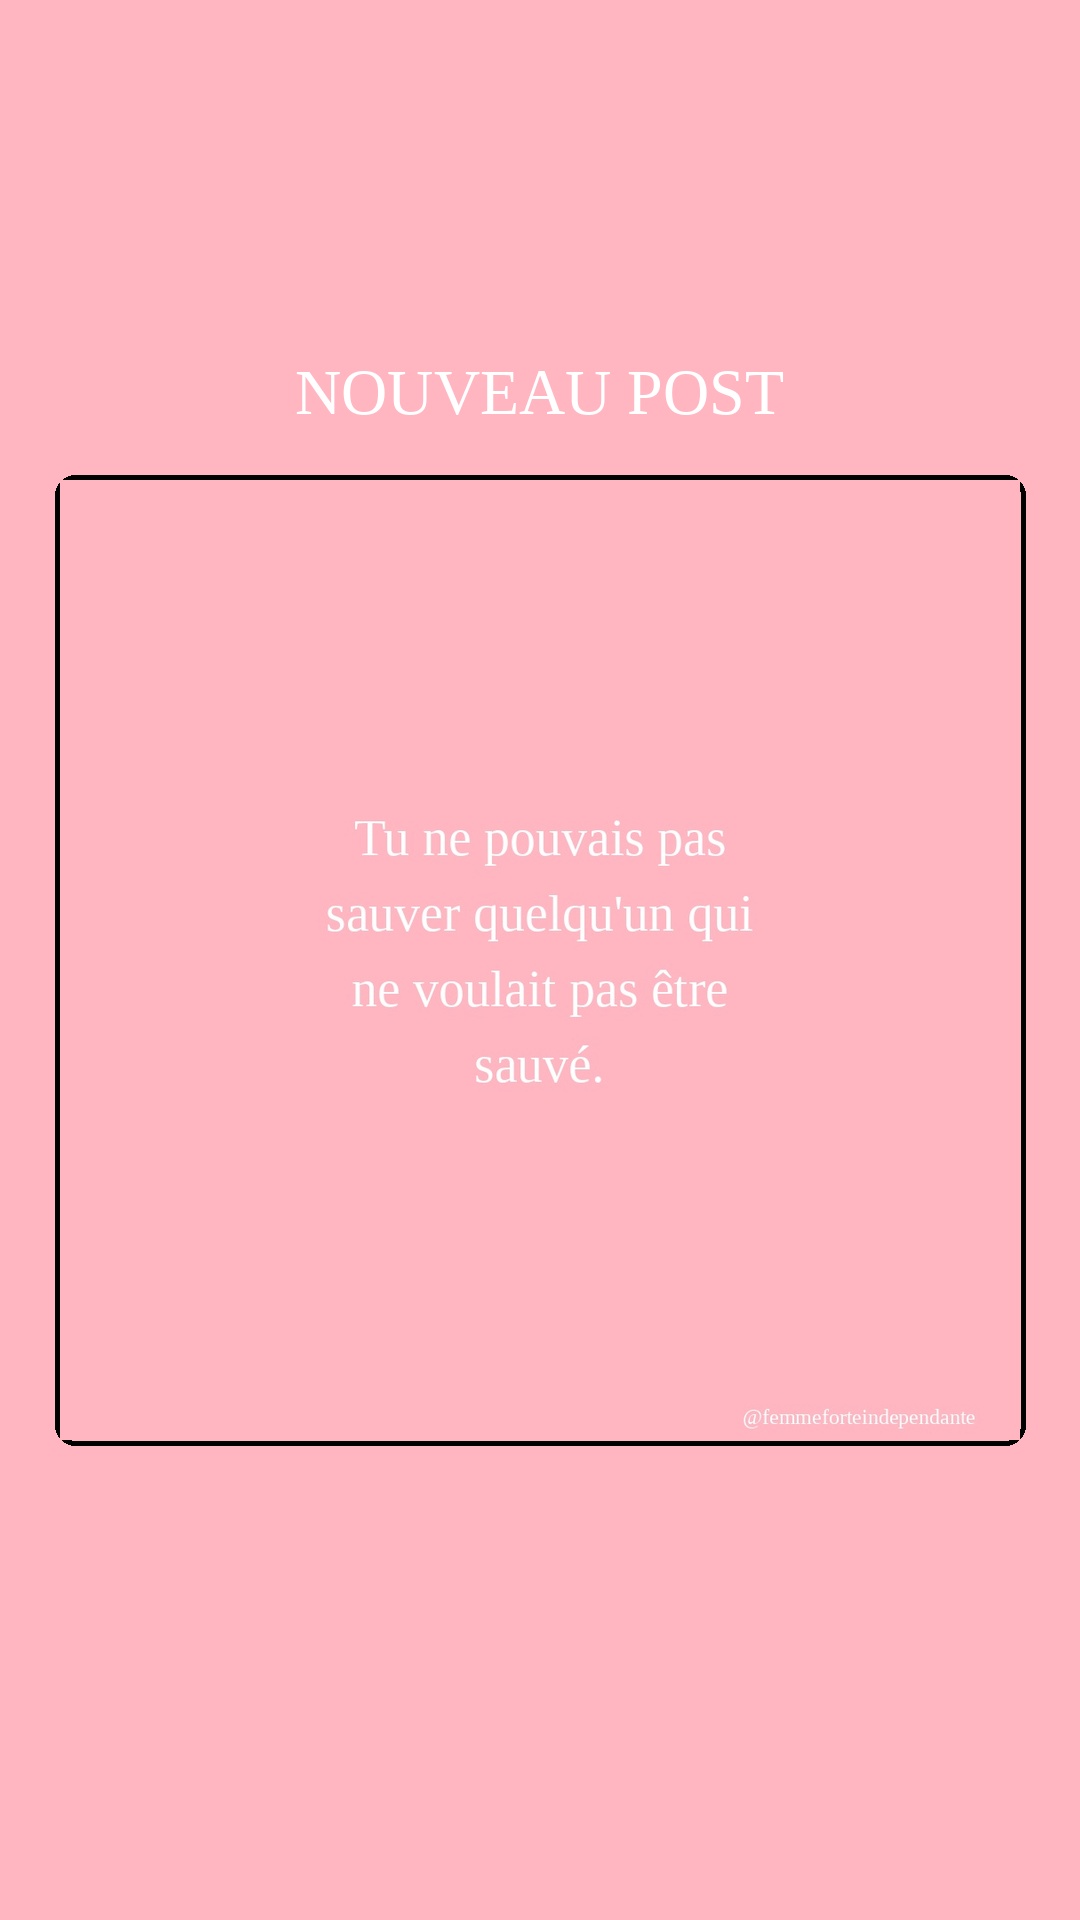 NOUVEAU POST
Tu ne pouvais pas
sauver quelqu'un qui
ne voulait pas être
sauvé.
@femmeforteindependante